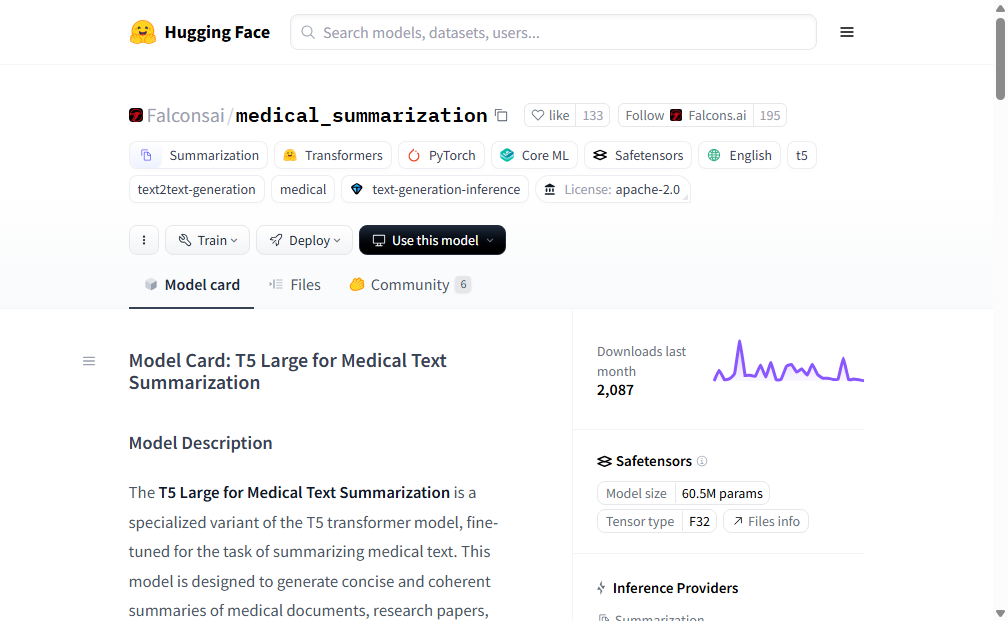 Hugging Face
Search models, datasets, users...
Falconsai/medical_summarization
like 133
Follow Falcons.ai 195
Summarization Transformers PyTorch Core ML Safetensors English t5
text2text-generation medical text-generation-inference License: apache-2.0
Train Deploy Use this model
Model card Files Community 6
Model Card: T5 Large for Medical Text
Summarization
Model Description
The T5 Large for Medical Text Summarization is a
specialized variant of the T5 transformer model, fine-
tuned for the task of summarizing medical text. This
model is designed to generate concise and coherent
summaries of medical documents, research papers,
Downloads last
month
2,087
Safetensors
Model size 60.5M params
Tensor type F32 Files info
Inference Providers
Summarization